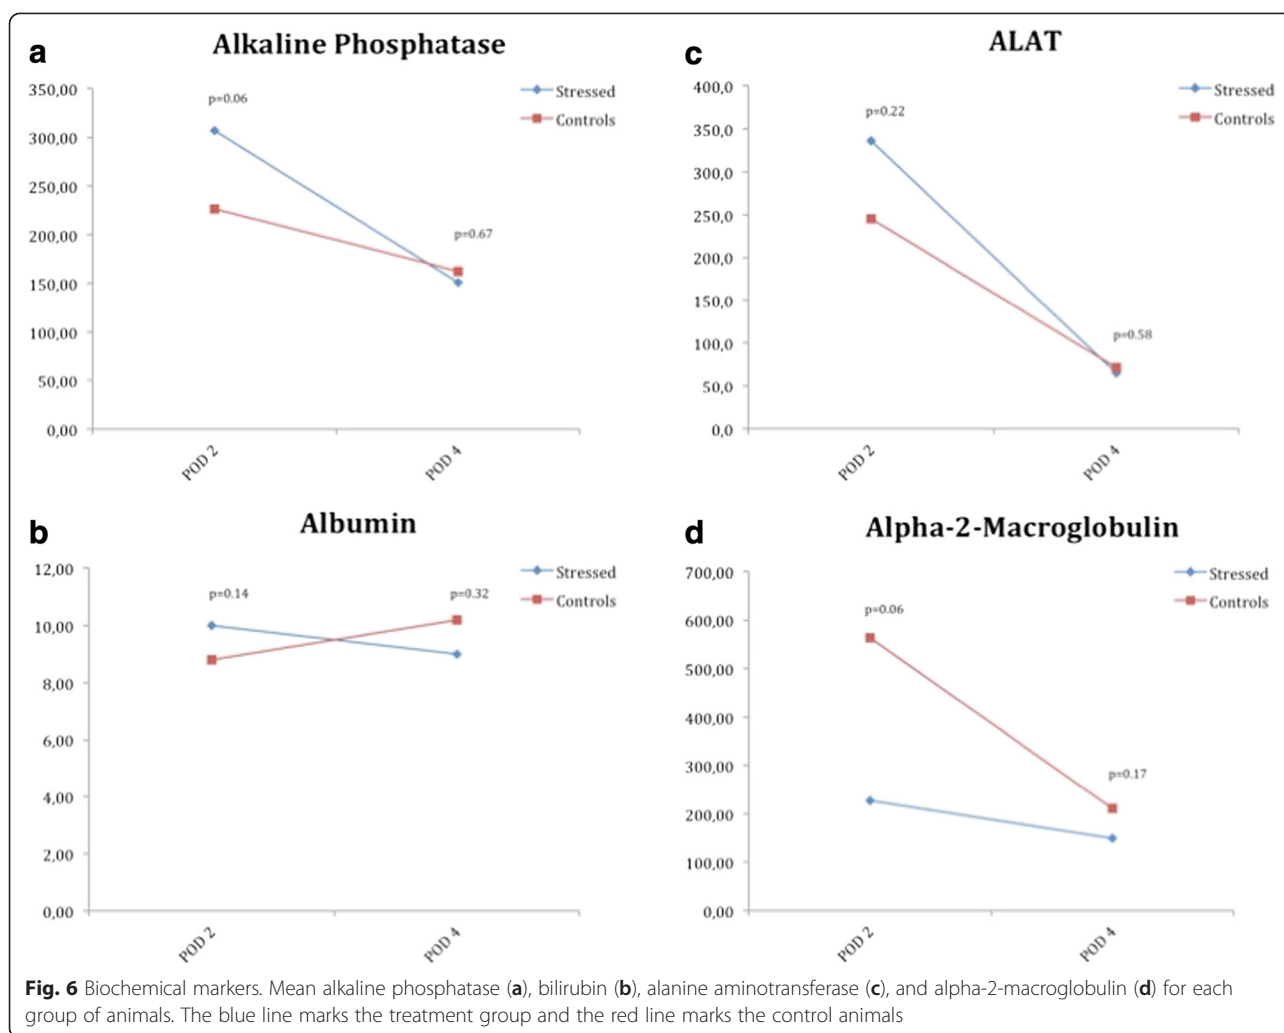 a
Alkaline Phosphatase
350,00
300,00
250,00
200,00
150,00
100,00
50,00
0,00
p=0.06
p=0.67
Stressed
Controls
POD 2
POD 4
c
ALAT
400,0
350,0
300,0
250,0
200,0
150,0
100,0
50,0
0,0
p=0.22
p=0.58
Stressed
Controls
POD 2
POD 4
b
Albumin
12,00
10,00
8,00
6,00
4,00
2,00
0,00
p=0.14
p=0.32
Stressed
Controls
POD 2
POD 4
d
Alpha-2-Macroglobulin
700,00
600,00
500,00
400,00
300,00
200,00
100,00
0,00
p=0.06
p=0.17
Stressed
Controls
POD 2
POD 4
Fig. 6 Biochemical markers. Mean alkaline phosphatase (a), bilirubin (b), alanine aminotransferase (c), and alpha-2-macroglobulin (d) for each
group of animals. The blue line marks the treatment group and the red line marks the control animals